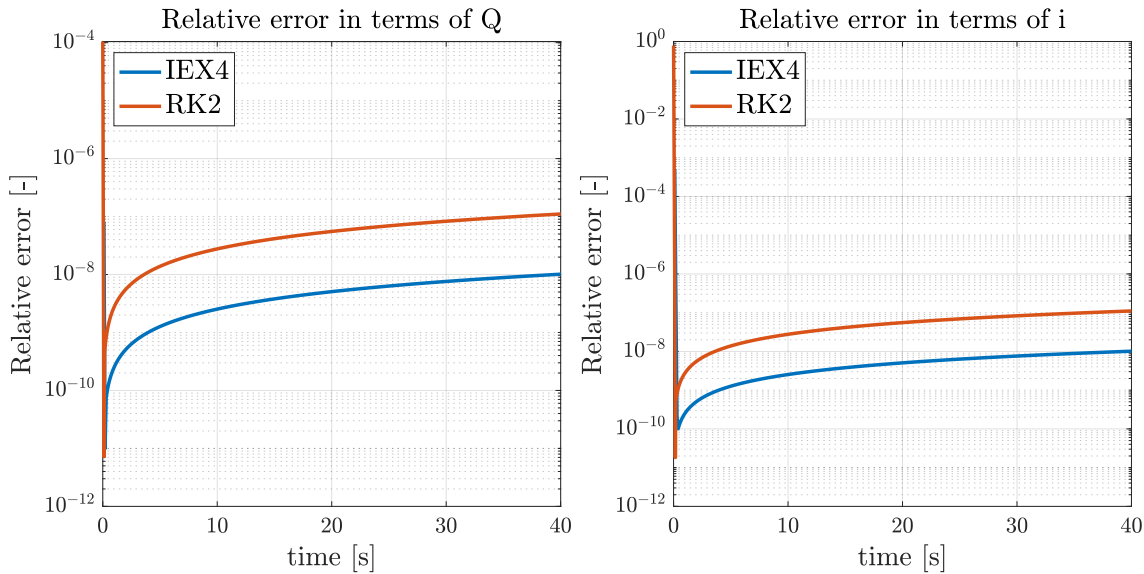 Relative error in terms of Q
Relative error [-]
10⁻⁴
10⁻⁶
10⁻⁸
10⁻¹⁰
10⁻¹²
IEX4
RK2
0 10 20 30 40
time [s]
Relative error in terms of i
Relative error [-]
10⁰
10⁻²
10⁻⁴
10⁻⁶
10⁻⁸
10⁻¹⁰
10⁻¹²
IEX4
RK2
0 10 20 30 40
time [s]